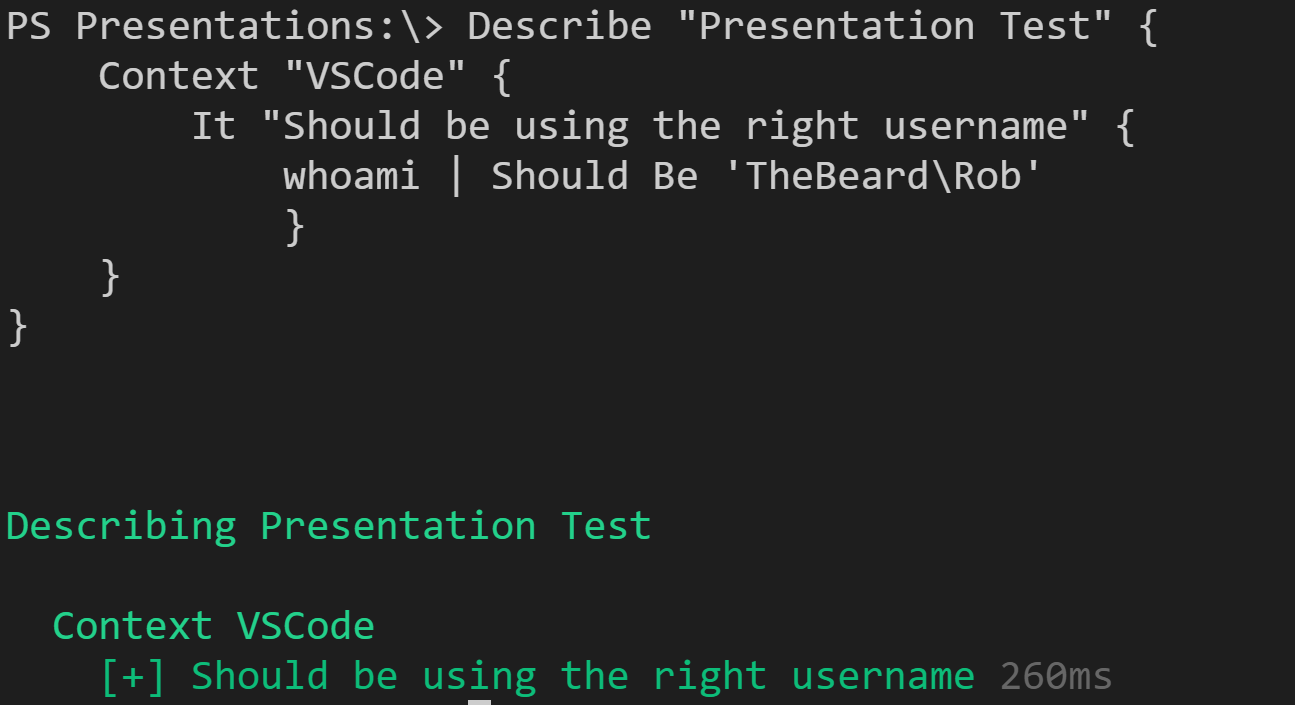 PS Presentations:\> Describe "Presentation Test" {
    Context "VSCode" {
        It "Should be using the right username" {
            whoami | Should Be 'TheBeard\Rob'
            }
    }
}
Describing Presentation Test
  Context VSCode
    [+] Should be using the right username 260ms